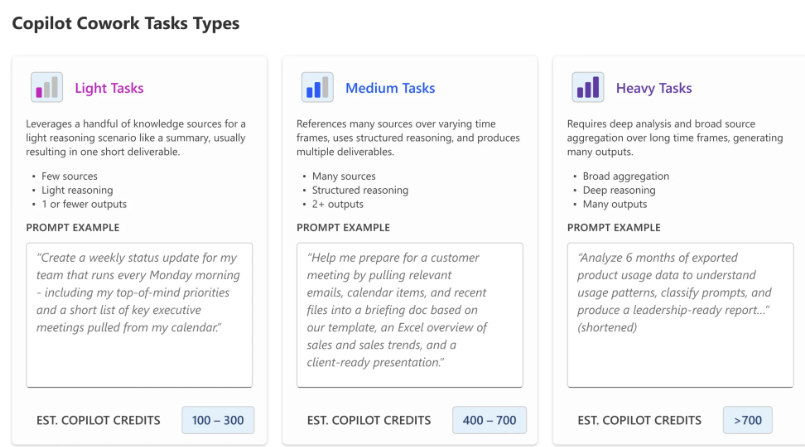 Copilot Cowork Tasks Types
Light Tasks
Leverages a handful of knowledge sources for a
light reasoning scenario like a summary, usually
resulting in one short deliverable.
• Few sources
• Light reasoning
• 1 or fewer outputs
PROMPT EXAMPLE
“Create a weekly status update for my
team that runs every Monday morning
- including my top-of-mind priorities
and a short list of key executive
meetings pulled from my calendar.”
EST. COPILOT CREDITS
100 – 300
Medium Tasks
References many sources over varying time
frames, uses structured reasoning, and produces
multiple deliverables.
• Many sources
• Structured reasoning
• 2+ outputs
PROMPT EXAMPLE
“Help me prepare for a customer
meeting by pulling relevant
emails, calendar items, and recent
files into a briefing doc based on
our template, an Excel overview of
sales and sales trends, and a
client-ready presentation.”
EST. COPILOT CREDITS
400 – 700
Heavy Tasks
Requires deep analysis and broad source
aggregation over long time frames, generating
many outputs.
• Broad aggregation
• Deep reasoning
• Many outputs
PROMPT EXAMPLE
“Analyze 6 months of exported
product usage data to understand
usage patterns, classify prompts, and
produce a leadership-ready report...”
(shortened)
EST. COPILOT CREDITS
>700